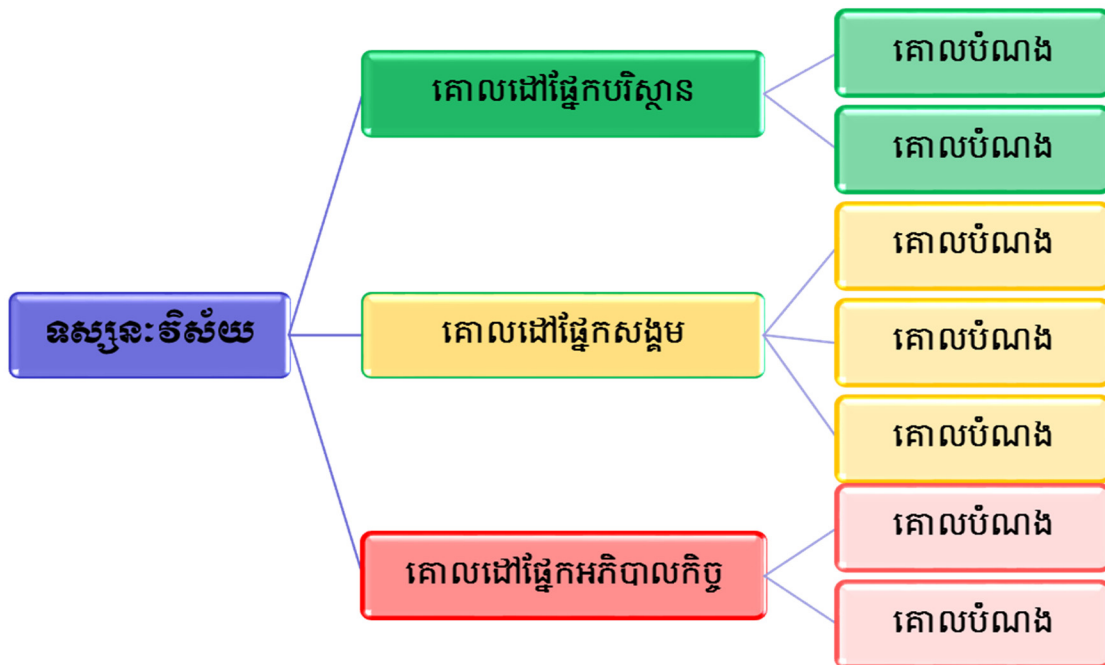 ទស្សនៈវិស័យ
គោលដៅផ្នែកបរិស្ថាន
គោលបំណង
គោលបំណង
គោលដៅផ្នែកសង្គម
គោលបំណង
គោលបំណង
គោលបំណង
គោលដៅផ្នែកអភិបាលកិច្ច
គោលបំណង
គោលបំណង